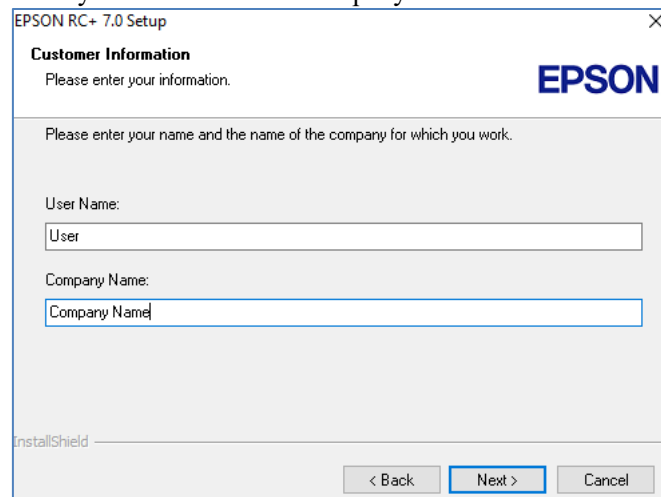 EPSON RC+ 7.0 Setup
Customer Information
Please enter your information.
EPSON
Please enter your name and the name of the company for which you work.
User Name:
User
Company Name:
Company Name
InstallShield
< Back
Next >
Cancel